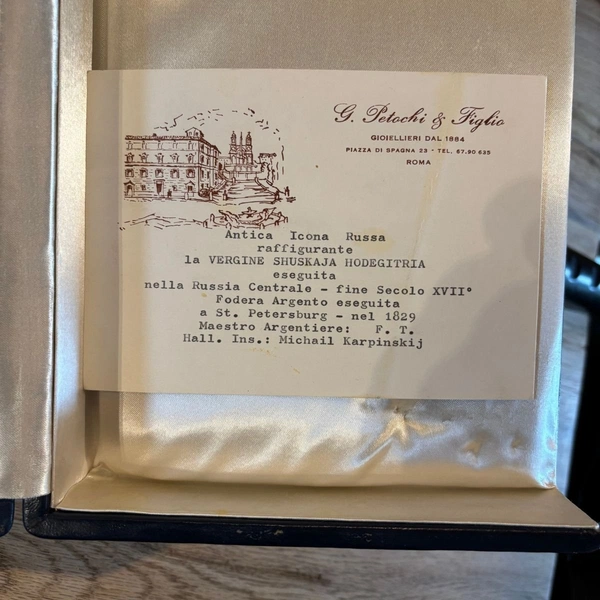 G. Petochi & Figlio
GIOIELLIERI DAL 1884
PIAZZA DI SPAGNA 23 - TEL. 67.90 635
ROMA
Antica Icona Russa
raffigurante
la VERGINE SHUSKAJA HODEGITRIA
eseguita
nella Russia Centrale - fine Secolo XVII°
Fodera Argento eseguita
a St. Petersburg - nel 1829
Maestro Argentiere: F. T.
Hall. Ins.: Michail Karpinskij